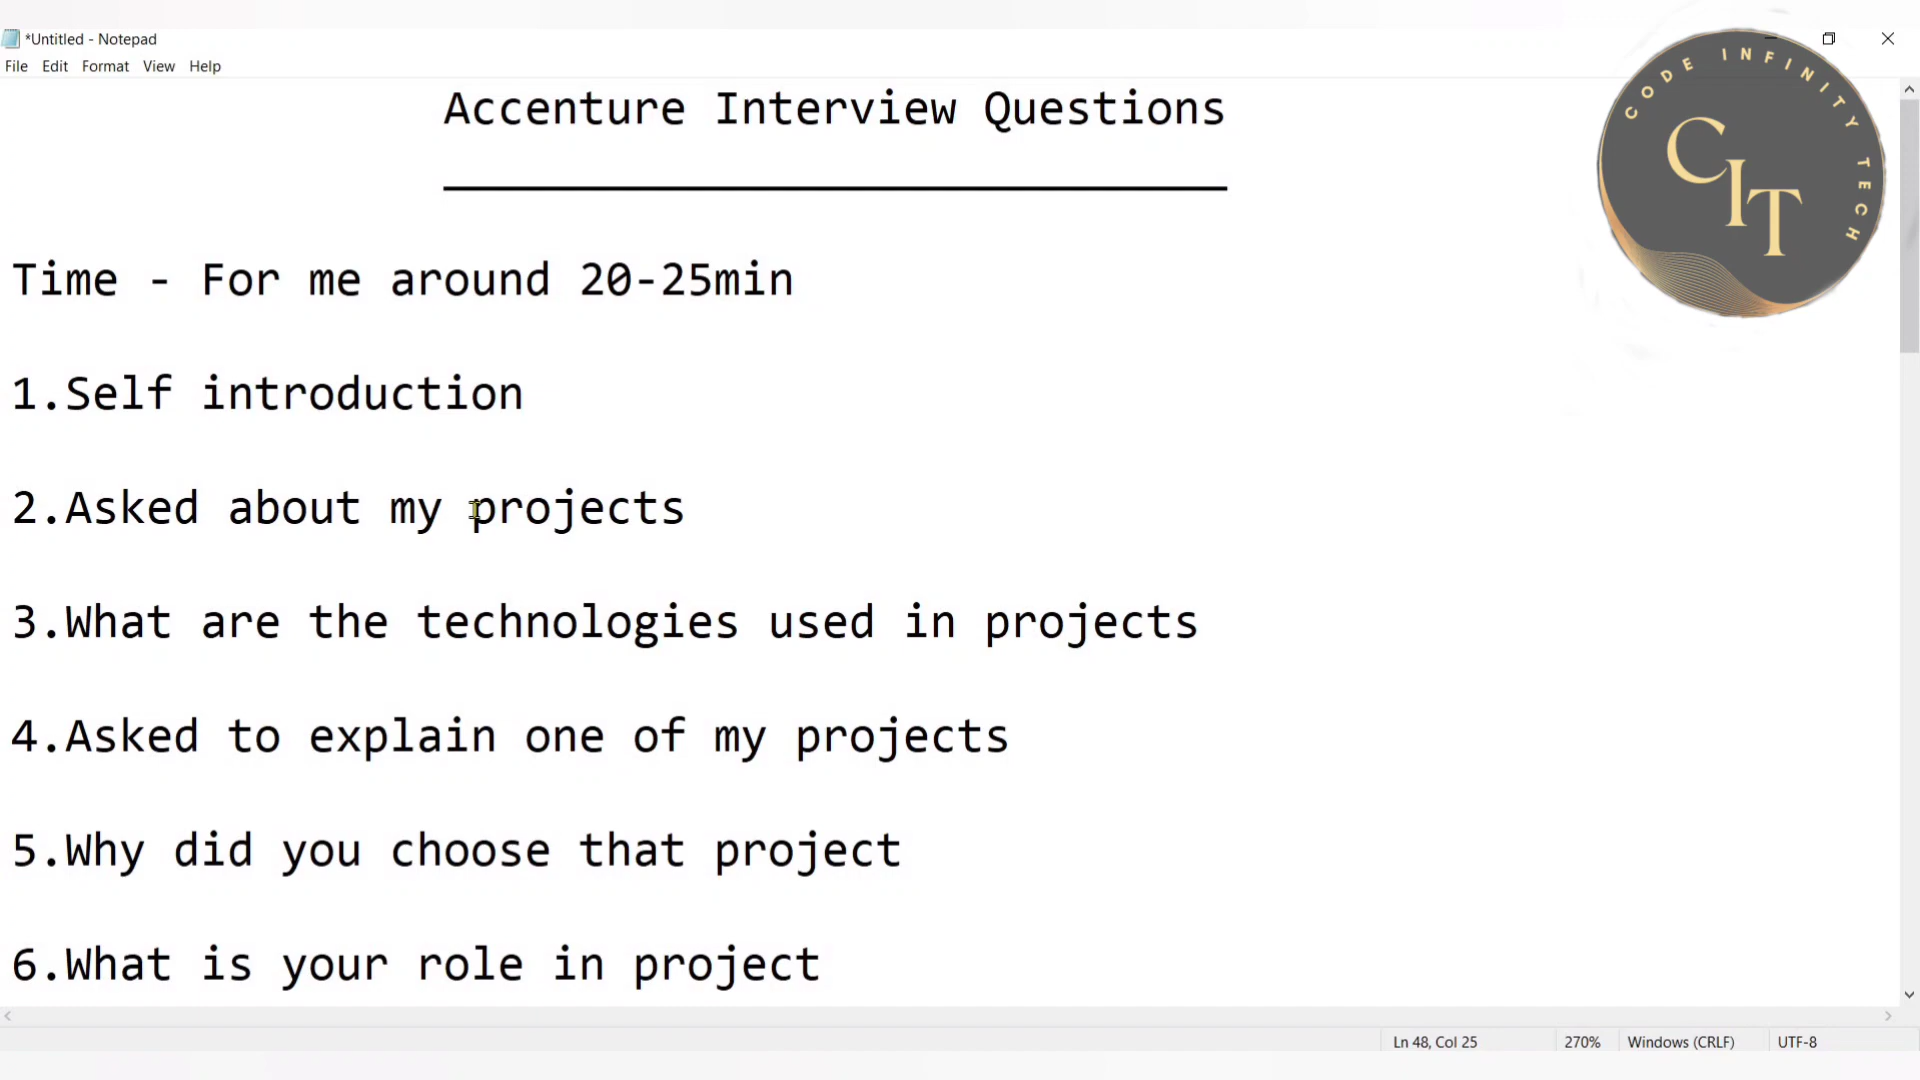 *Untitled - Notepad
File Edit Format View Help
CODE INFINITY TECH
CIT
Accenture Interview Questions
Time - For me around 20-25min
1.Self introduction
2.Asked about my projects
3.What are the technologies used in projects
4.Asked to explain one of my projects
5.Why did you choose that project
6.What is your role in project
Ln 48, Col 25 270% Windows (CRLF) UTF-8